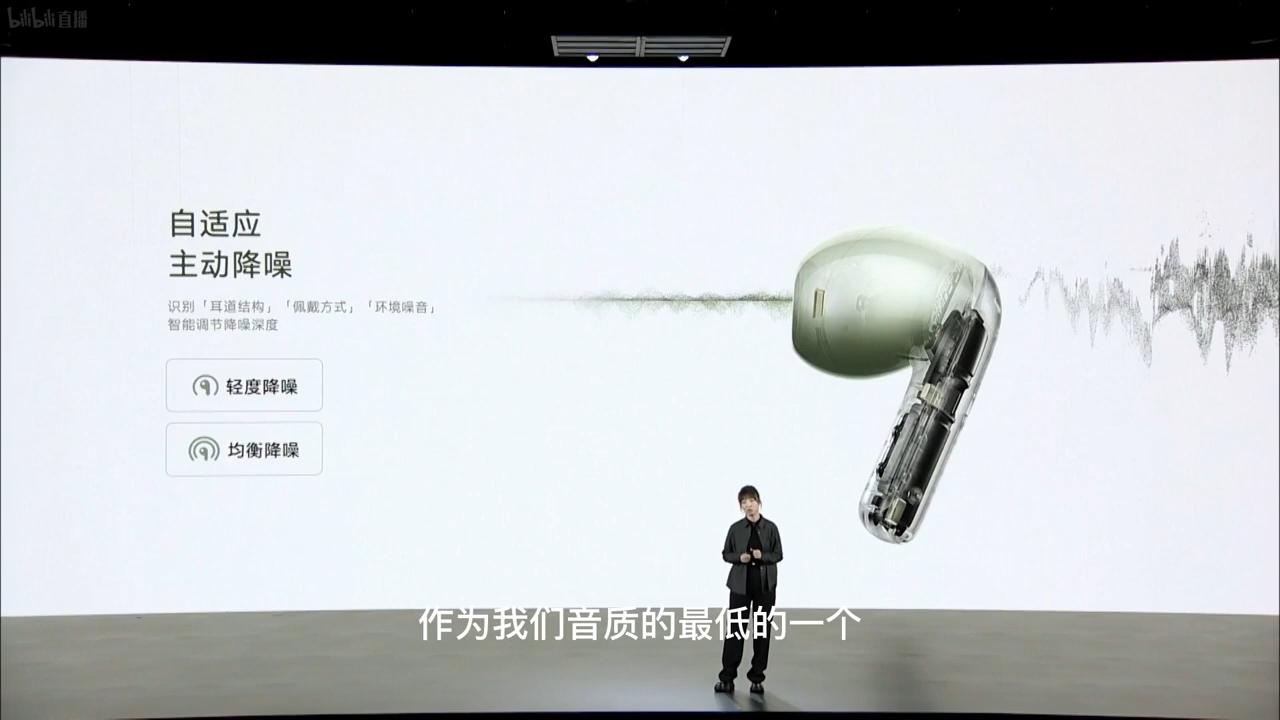 bilibili直播
自适应
主动降噪
识别「耳道结构」「佩戴方式」「环境噪音」
智能调节降噪深度
轻度降噪
均衡降噪
作为我们音质的最低的一个